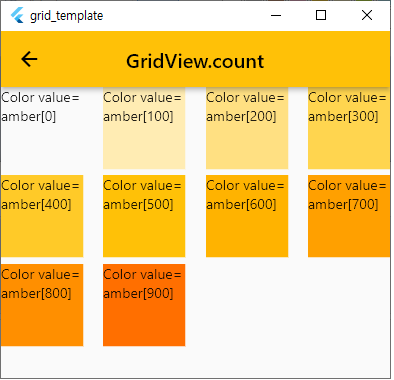 grid_template
GridView.count
Color value=
amber[0]
Color value=
amber[100]
Color value=
amber[200]
Color value=
amber[300]
Color value=
amber[400]
Color value=
amber[500]
Color value=
amber[600]
Color value=
amber[700]
Color value=
amber[800]
Color value=
amber[900]